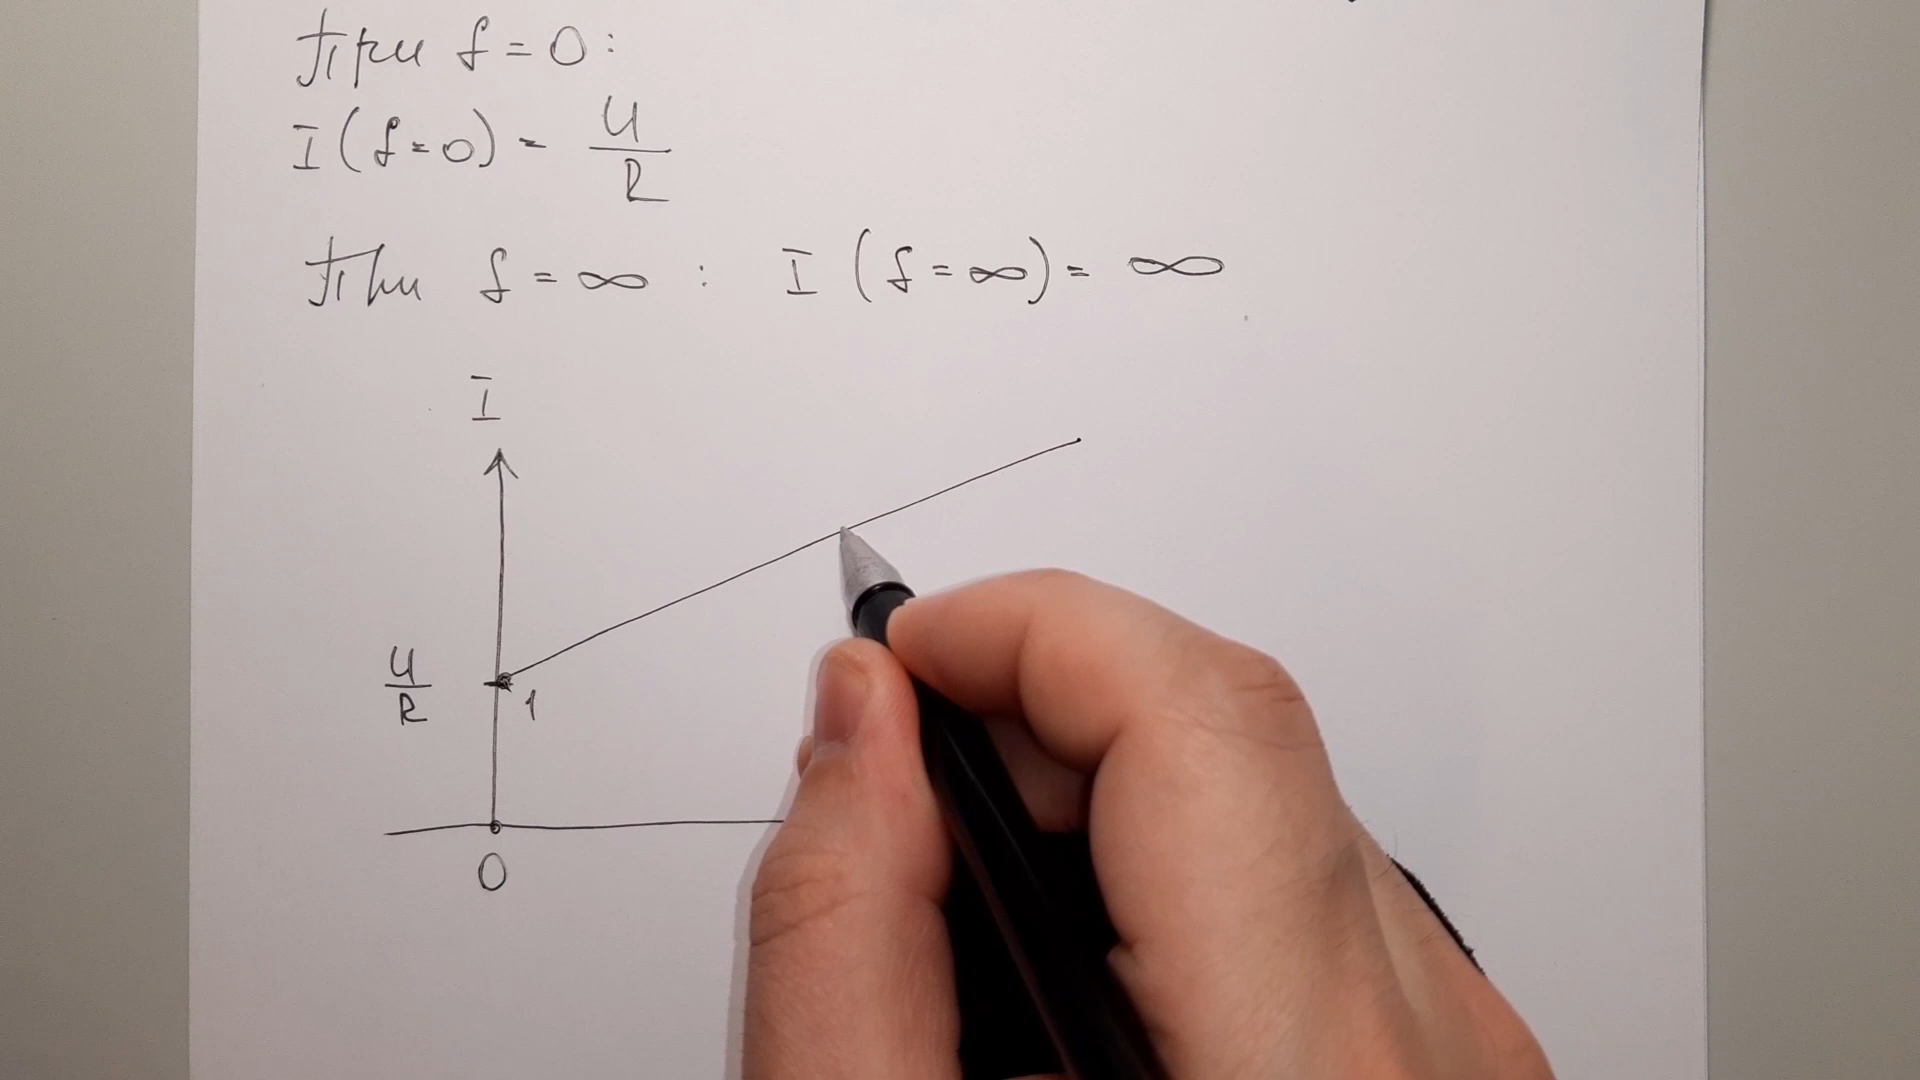 При f = 0 :
I (f = 0) = U/R
При f = ∞ : I (f = ∞) = ∞
I
U/R
1
0